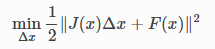 min_{Δx} 1/2 ‖J(x)Δx + F(x)‖²